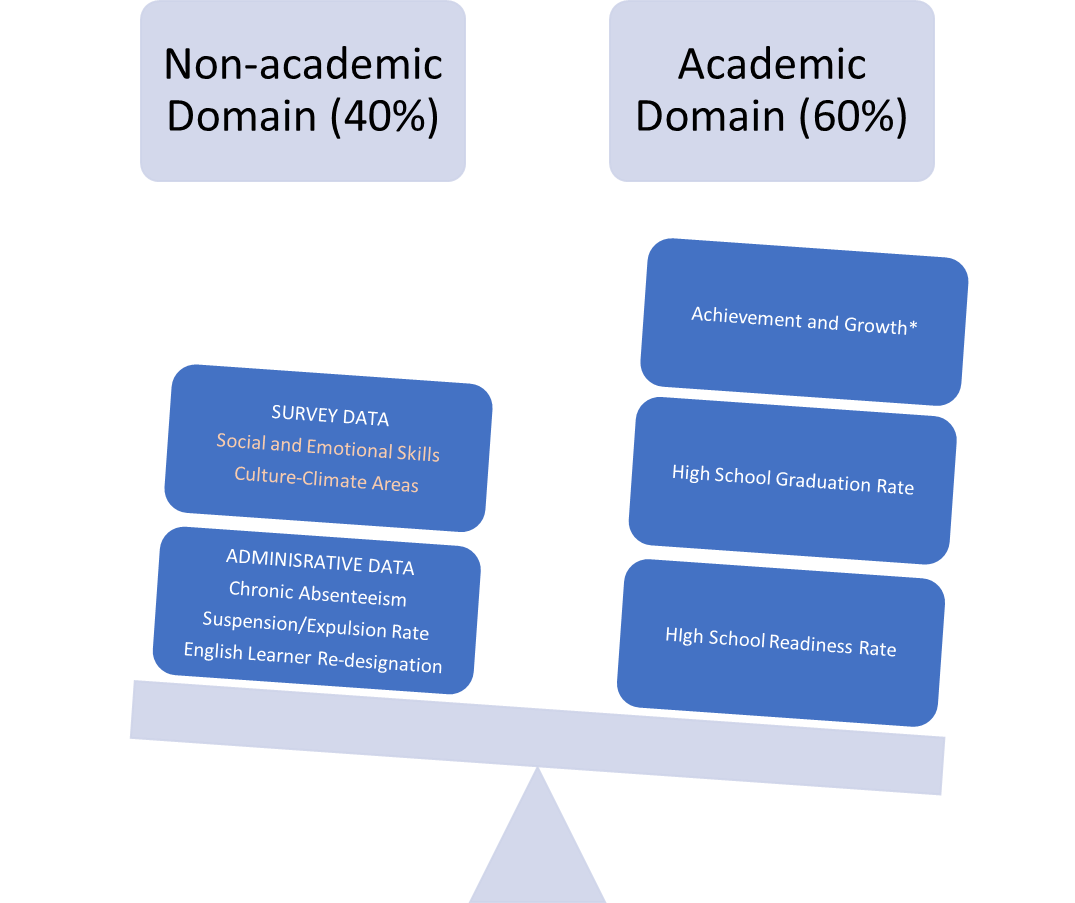 Non-academic
Domain (40%)
Academic
Domain (60%)
SURVEY DATA
Social and Emotional Skills
Culture-Climate Areas
ADMINISRATIVE DATA
Chronic Absenteeism
Suspension/Expulsion Rate
English Learner Re-designation
Achievement and Growth*
High School Graduation Rate
HIgh School Readiness Rate